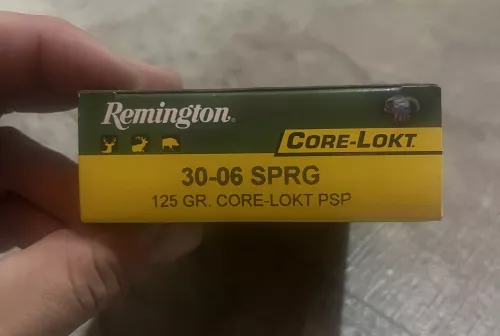 Remington
CORE-LOKT
30-06 SPRG
125 GR. CORE-LOKT PSP